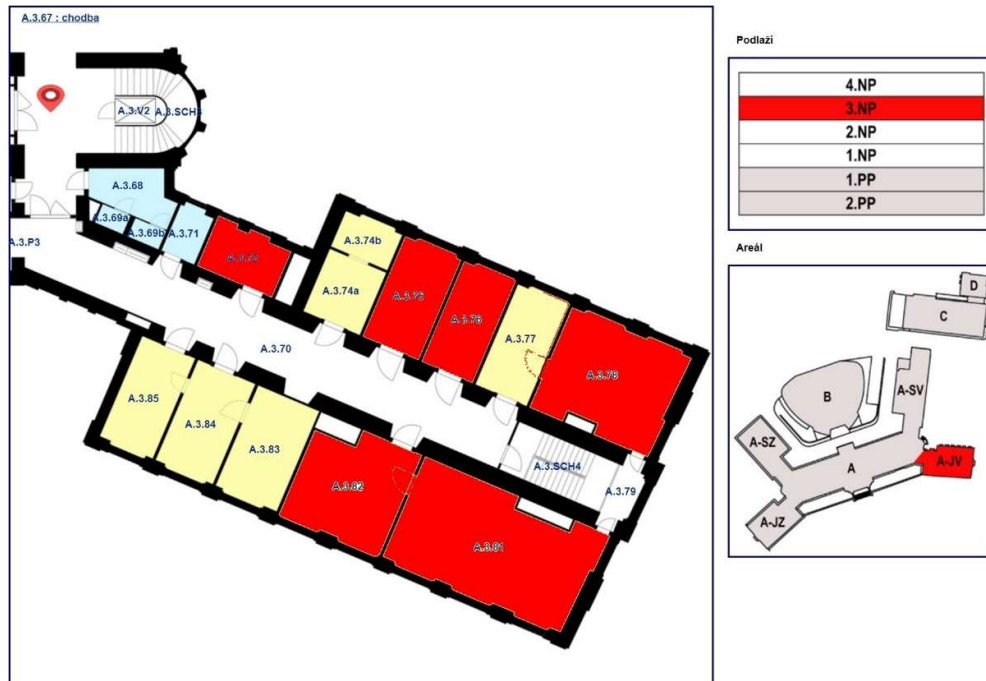 A.3.67 : chodba
A.3.V2
A.3.SCH3
A.3.68
A.3.69a
A.3.69b
A.3.71
A.3.P3
A.3.74b
A.3.74a
A.3.75
A.3.76
A.3.77
A.3.78
A.3.70
A.3.85
A.3.84
A.3.83
A.3.82
A.3.81
A.3.SCH4
A.3.79
Podlaží
4.NP
3.NP
2.NP
1.NP
1.PP
2.PP
Areál
D
C
A-SV
B
A-SZ
A
A-JV
A-JZ